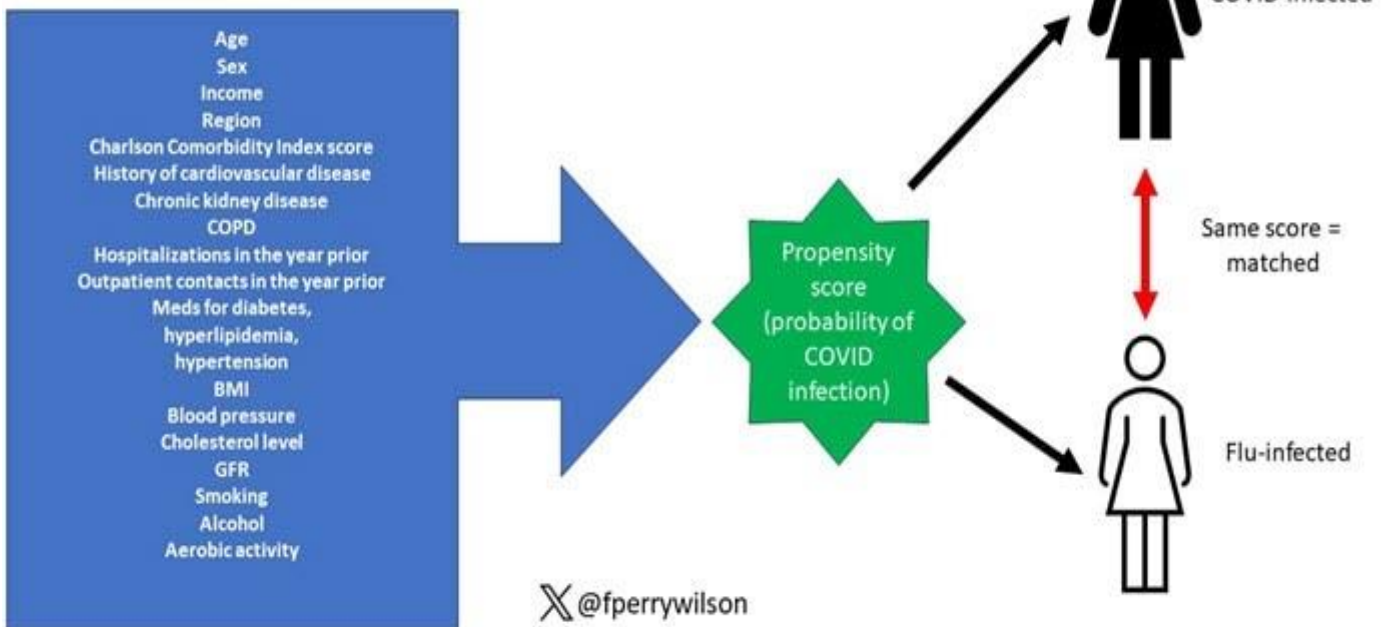 Age
Sex
Income
Region
Charlson Comorbidity Index score
History of cardiovascular disease
Chronic kidney disease
COPD
Hospitalizations in the year prior
Outpatient contacts in the year prior
Meds for diabetes,
hyperlipidemia,
hypertension
BMI
Blood pressure
Cholesterol level
GFR
Smoking
Alcohol
Aerobic activity
Propensity
score
(probability of
COVID
infection)
Same score =
matched
Flu-infected
@fperrywilson